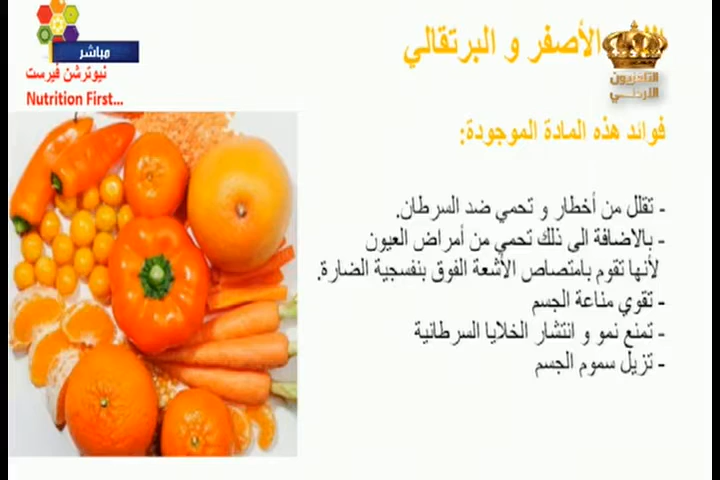 مباشر
نيوترشن فيرست
Nutrition First...
الأصفر و البرتقالي
التلفزيون
الأردني
فوائد هذه المادة الموجودة:
- تقلل من أخطار و تحمي ضد السرطان.
- بالاضافة الى ذلك تحمي من أمراض العيون
لأنها تقوم بامتصاص الأشعة الفوق بنفسجية الضارة.
- تقوي مناعة الجسم
- تمنع نمو و انتشار الخلايا السرطانية
- تزيل سموم الجسم